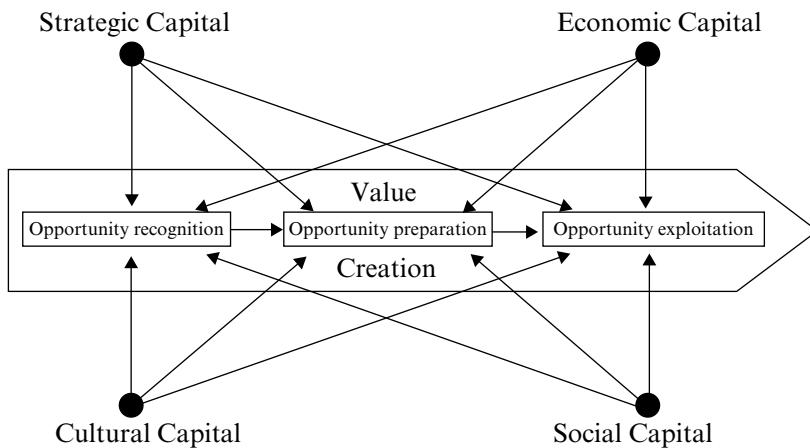 Strategic Capital
Economic Capital
Value
Opportunity recognition
Opportunity preparation
Opportunity exploitation
Creation
Cultural Capital
Social Capital